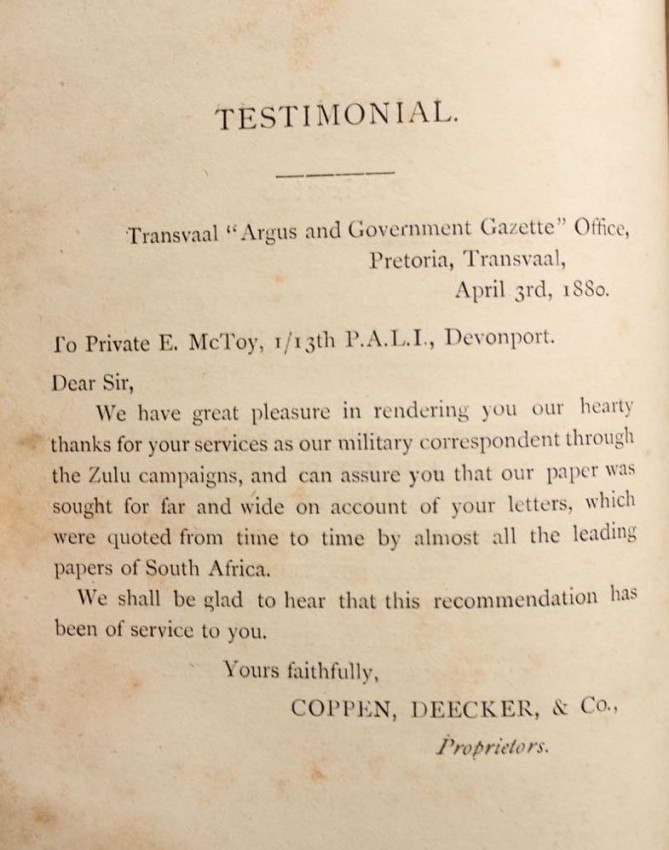 TESTIMONIAL.
Transvaal “Argus and Government Gazette” Office,
Pretoria, Transvaal,
April 3rd, 1880.
To Private E. McToy, 1/13th P.A.L.I., Devonport.
Dear Sir,
We have great pleasure in rendering you our hearty
thanks for your services as our military correspondent through
the Zulu campaigns, and can assure you that our paper was
sought for far and wide on account of your letters, which
were quoted from time to time by almost all the leading
papers of South Africa.
We shall be glad to hear that this recommendation has
been of service to you.
Yours faithfully,
COPPEN, DEECKER, & Co.,
Proprietors.